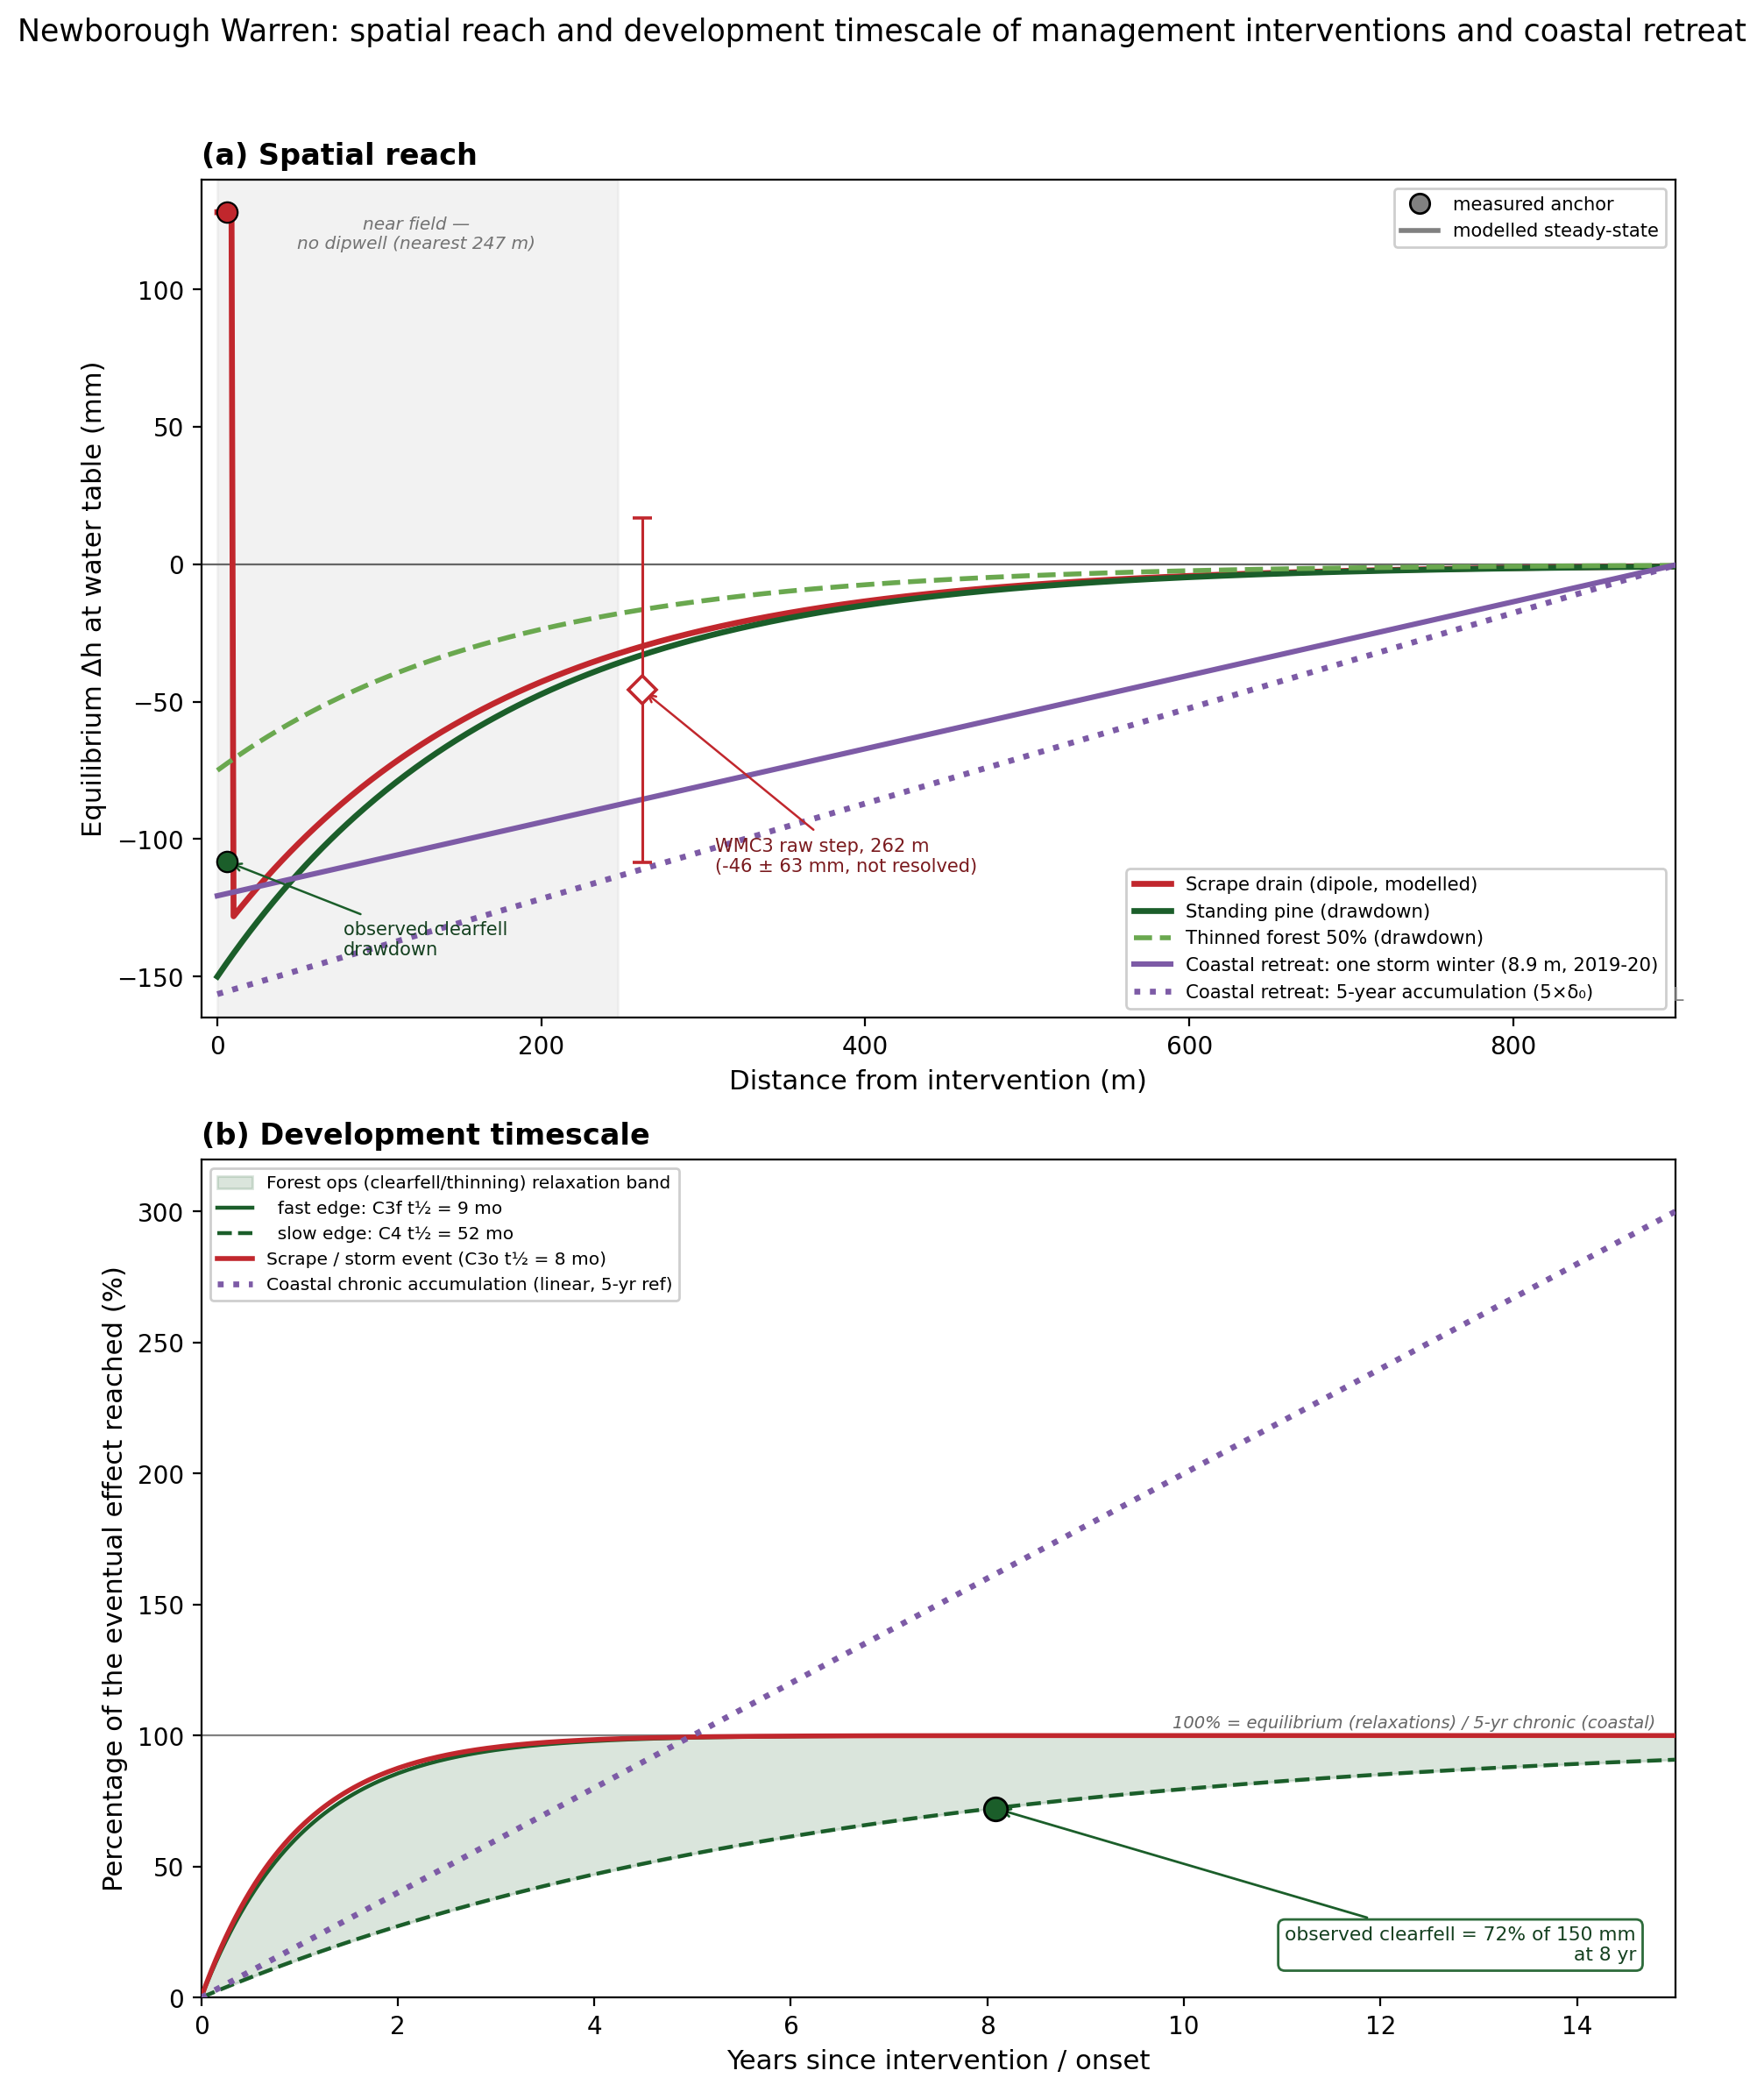 Newborough Warren: spatial reach and development timescale of management interventions and coastal retreat
(a) Spatial reach
near field —
no dipwell (nearest 247 m)
measured anchor
modelled steady-state
Equilibrium Δh at water table (mm)
100
50
0
−50
−100
−150
WMC3 raw step, 262 m
(-46 ± 63 mm, not resolved)
observed clearfell
drawdown
Scrape drain (dipole, modelled)
Standing pine (drawdown)
Thinned forest 50% (drawdown)
Coastal retreat: one storm winter (8.9 m, 2019-20)
Coastal retreat: 5-year accumulation (5×δ₀)
0 200 400 600 800
Distance from intervention (m)
(b) Development timescale
Forest ops (clearfell/thinning) relaxation band
fast edge: C3f t½ = 9 mo
slow edge: C4 t½ = 52 mo
Scrape / storm event (C3o t½ = 8 mo)
Coastal chronic accumulation (linear, 5-yr ref)
Percentage of the eventual effect reached (%)
300
250
200
150
100
50
0
100% = equilibrium (relaxations) / 5-yr chronic (coastal)
observed clearfell = 72% of 150 mm
at 8 yr
0 2 4 6 8 10 12 14
Years since intervention / onset